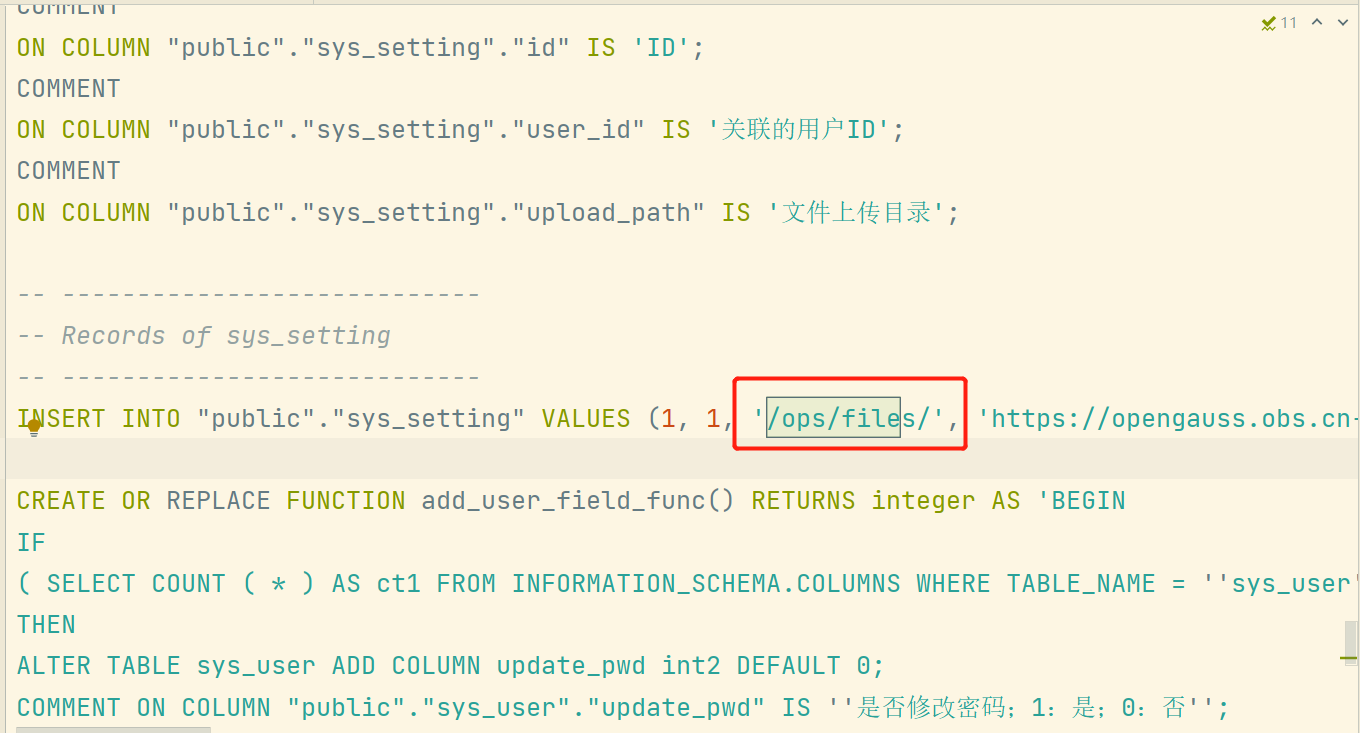 COMMENT
11
ON COLUMN "public"."sys_setting"."id" IS 'ID';
COMMENT
ON COLUMN "public"."sys_setting"."user_id" IS '关联的用户ID';
COMMENT
ON COLUMN "public"."sys_setting"."upload_path" IS '文件上传目录';
-- ----------------------------
-- Records of sys_setting
-- ----------------------------
INSERT INTO "public"."sys_setting" VALUES (1, 1, '/ops/files/', 'https://opengauss.obs.cn-
CREATE OR REPLACE FUNCTION add_user_field_func() RETURNS integer AS 'BEGIN
IF
( SELECT COUNT ( * ) AS ct1 FROM INFORMATION_SCHEMA.COLUMNS WHERE TABLE_NAME = ''sys_user'
THEN
ALTER TABLE sys_user ADD COLUMN update_pwd int2 DEFAULT 0;
COMMENT ON COLUMN "public"."sys_user"."update_pwd" IS ''是否修改密码；1：是；0：否'';